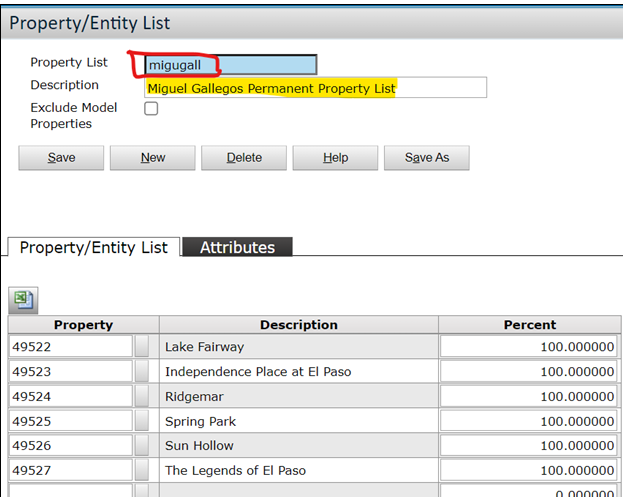 Property/Entity List
Property List migugall
Description Miguel Gallegos Permanent Property List
Exclude Model
Properties
Save New Delete Help Save As
Property/Entity List Attributes
Property Description Percent
49522 Lake Fairway 100.000000
49523 Independence Place at El Paso 100.000000
49524 Ridgemar 100.000000
49525 Spring Park 100.000000
49526 Sun Hollow 100.000000
49527 The Legends of El Paso 100.000000
0.000000